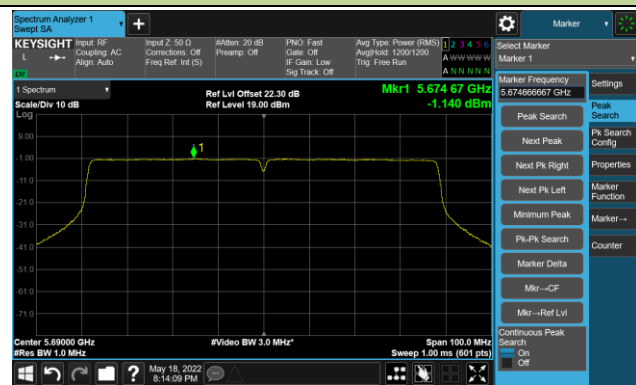 Spectrum Analyzer 1
Swept SA
+
Marker
KEYSIGHT
L
Input: RF
Coupling: AC
Align: Auto
Input Z: 50 Ω
Corrections: Off
Freq Ref: Int (S)
#Atten: 20 dB
Preamp: Off
PNO: Fast
Gate: Off
IF Gain: Low
Sig Track: Off
Avg Type: Power (RMS)
Avg|Hold: 1200/1200
Trig: Free Run
1 2 3 4 5 6
A W W W W W
A N N N N N
Select Marker
Marker 1
1 Spectrum
Scale/Div 10 dB
Log
Ref Lvl Offset 22.30 dB
Ref Level 19.00 dBm
Mkr1 5.674 67 GHz
-1.140 dBm
9.00
-1.00
-11.0
-21.0
-31.0
-41.0
-51.0
-61.0
-71.0
1
Center 5.69000 GHz
#Res BW 1.0 MHz
#Video BW 3.0 MHz*
Span 100.0 MHz
Sweep 1.00 ms (601 pts)
Marker Frequency
5.674666667 GHz
Peak Search
Next Peak
Next Pk Right
Next Pk Left
Minimum Peak
Pk-Pk Search
Marker Delta
Mkr→CF
Mkr→Ref Lvl
Continuous Peak
Search
On
Off
Settings
Peak
Search
Pk Search
Config
Properties
Marker
Function
Marker→
Counter
?
May 18, 2022
8:14:09 PM